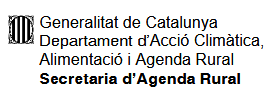 Generalitat de Catalunya
Departament d'Acció Climàtica,
Alimentació i Agenda Rural
Secretaria d'Agenda Rural